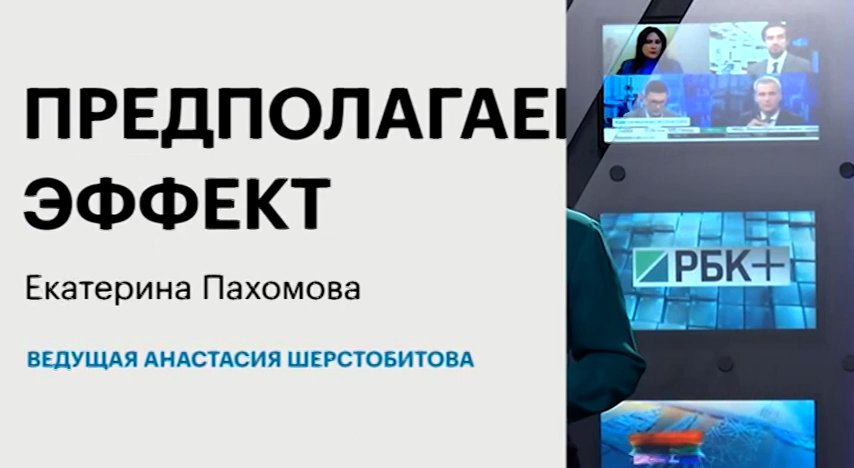 ПРЕДПОЛАГАЕ
ЭФФЕКТ
Екатерина Пахомова
ВЕДУЩАЯ АНАСТАСИЯ ШЕРСТОБИТОВА
РБК+